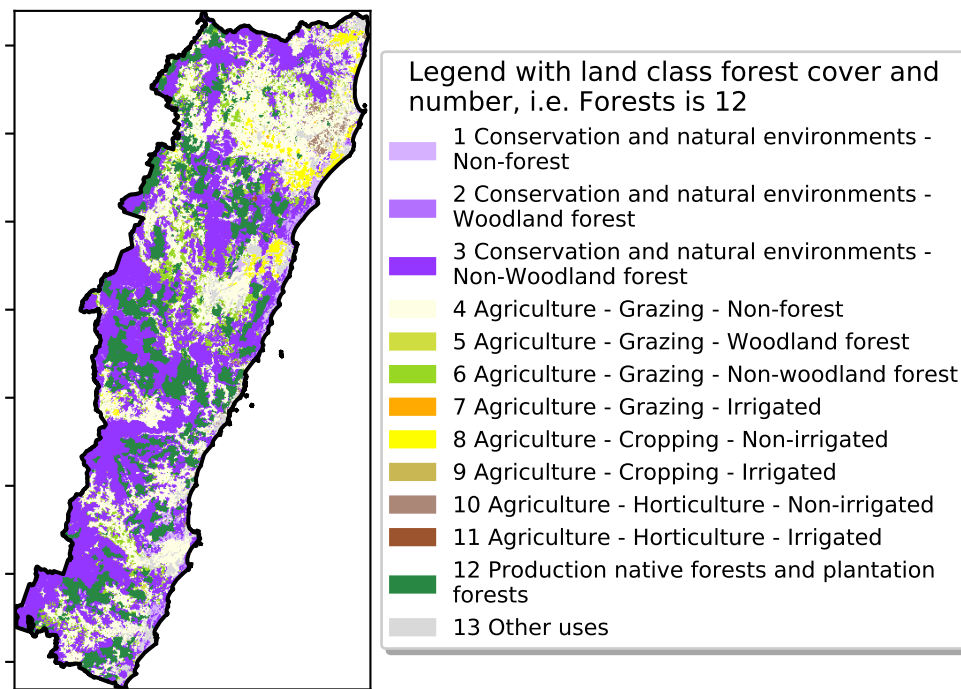 Legend with land class forest cover and
number, i.e. Forests is 12
1 Conservation and natural environments -
Non-forest
2 Conservation and natural environments -
Woodland forest
3 Conservation and natural environments -
Non-Woodland forest
4 Agriculture - Grazing - Non-forest
5 Agriculture - Grazing - Woodland forest
6 Agriculture - Grazing - Non-woodland forest
7 Agriculture - Grazing - Irrigated
8 Agriculture - Cropping - Non-irrigated
9 Agriculture - Cropping - Irrigated
10 Agriculture - Horticulture - Non-irrigated
11 Agriculture - Horticulture - Irrigated
12 Production native forests and plantation
forests
13 Other uses